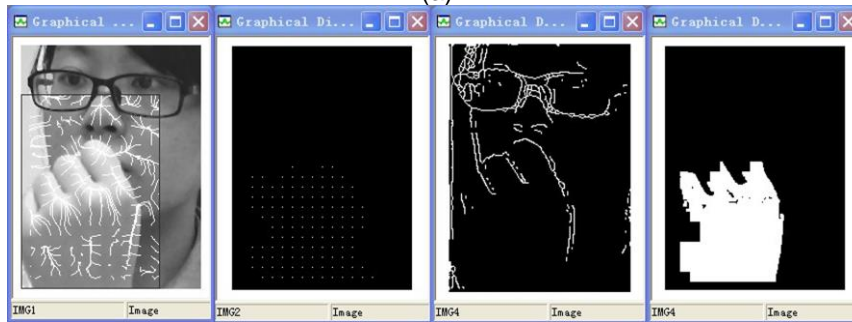 Graphical ...
Graphical Di...
Graphical D...
Graphical D...
IMG1 Image
IMG2 Image
IMG4 Image
IMG4 Image